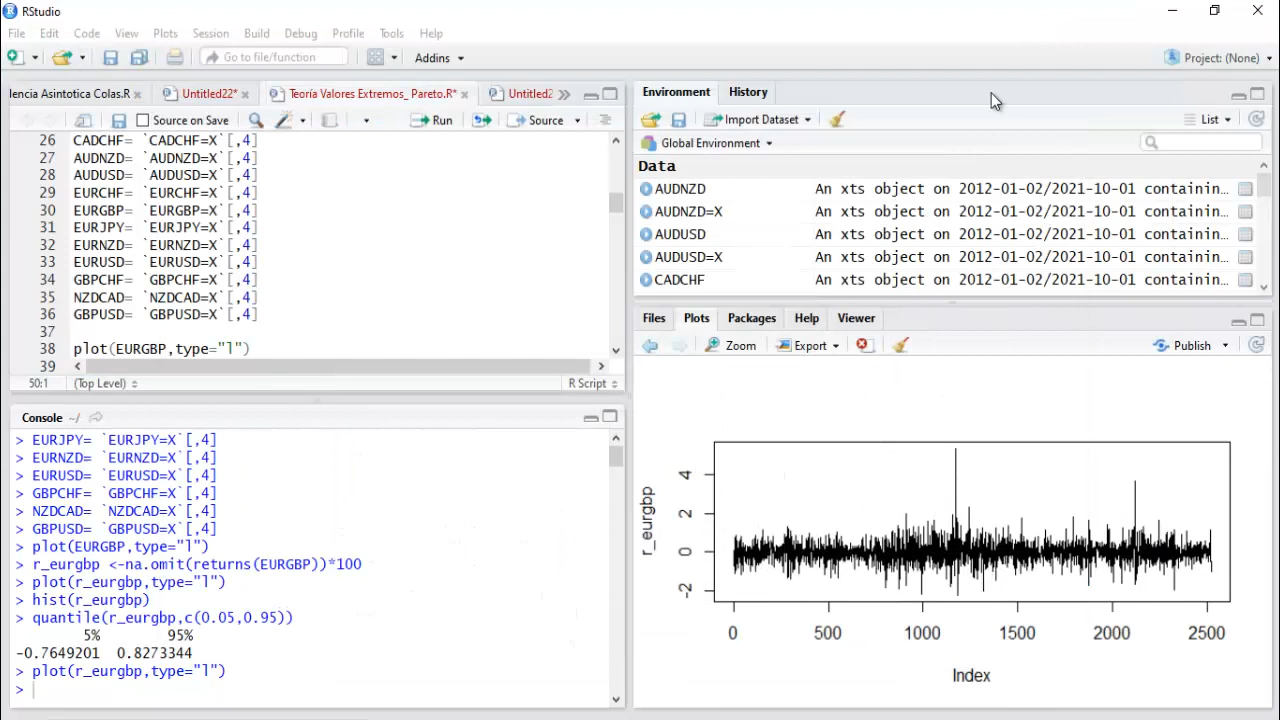 RStudio
File Edit Code View Plots Session Build Debug Profile Tools Help
Go to file/function Addins Project: (None)
lencia Asintotica Colas.R Untitled22* Teoría Valores Extremos_ Pareto.R* Untitled2
Source on Save Run Source
26 CADCHF= `CADCHF=X`[,4]
27 AUDNZD= `AUDNZD=X`[,4]
28 AUDUSD= `AUDUSD=X`[,4]
29 EURCHF= `EURCHF=X`[,4]
30 EURGBP= `EURGBP=X`[,4]
31 EURJPY= `EURJPY=X`[,4]
32 EURNZD= `EURNZD=X`[,4]
33 EURUSD= `EURUSD=X`[,4]
34 GBPCHF= `GBPCHF=X`[,4]
35 NZDCAD= `NZDCAD=X`[,4]
36 GBPUSD= `GBPUSD=X`[,4]
37
38 plot(EURGBP,type="l")
39
50:1 (Top Level) R Script
Console ~/
> EURJPY= `EURJPY=X`[,4]
> EURNZD= `EURNZD=X`[,4]
> EURUSD= `EURUSD=X`[,4]
> GBPCHF= `GBPCHF=X`[,4]
> NZDCAD= `NZDCAD=X`[,4]
> GBPUSD= `GBPUSD=X`[,4]
> plot(EURGBP,type="l")
> r_eurgbp <-na.omit(returns(EURGBP))*100
> plot(r_eurgbp,type="l")
> hist(r_eurgbp)
> quantile(r_eurgbp,c(0.05,0.95))
5% 95%
-0.7649201 0.8273344
> plot(r_eurgbp,type="l")
>
Environment History
Import Dataset List
Global Environment
Data
AUDNZD An xts object on 2012-01-02/2021-10-01 containin…
AUDNZD=X An xts object on 2012-01-02/2021-10-01 containin…
AUDUSD An xts object on 2012-01-02/2021-10-01 containin…
AUDUSD=X An xts object on 2012-01-02/2021-10-01 containin…
CADCHF An xts object on 2012-01-02/2021-10-01 containin…
Files Plots Packages Help Viewer
Zoom Export Publish
r_eurgbp
4
2
0
-2
0 500 1000 1500 2000 2500
Index